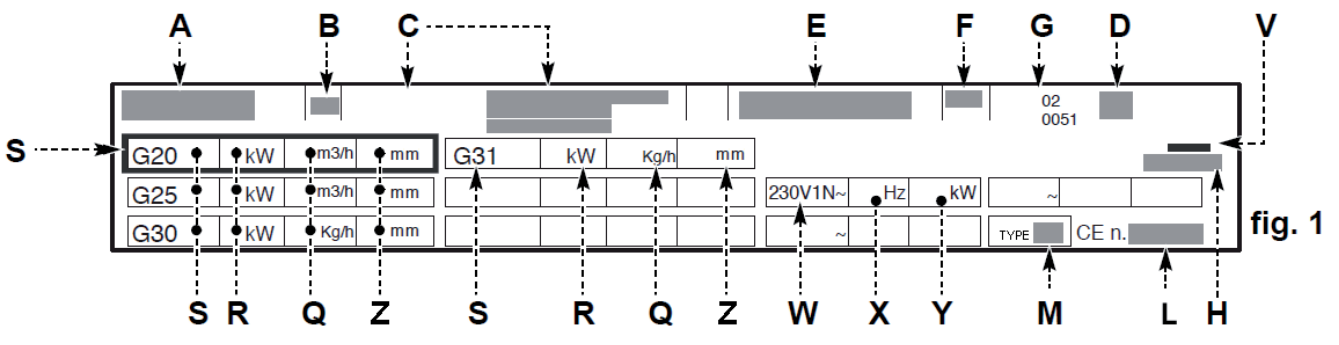 A B C E F G D V
02
0051
S
G20 kW m3/h mm G31 kW Kg/h mm
G25 kW m3/h mm 230V1N~ Hz kW ~
G30 kW Kg/h mm ~ TYPE CE n.
fig. 1
S R Q Z S R Q Z W X Y M L H